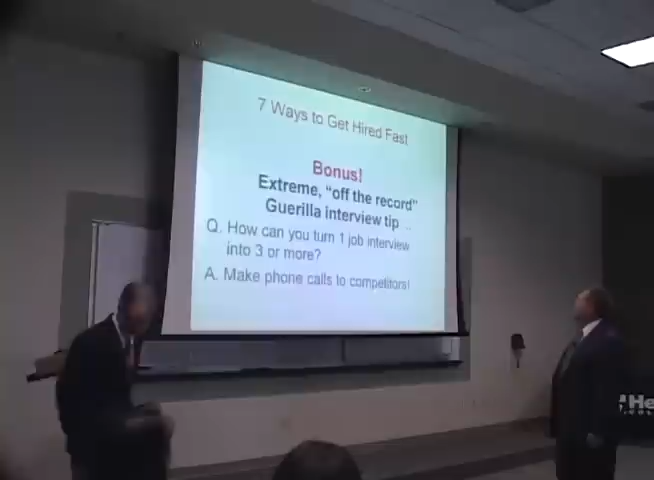 7 Ways to Get Hired Fast
Bonus!
Extreme, “off the record”
Guerilla interview tip ...
Q. How can you turn 1 job interview
into 3 or more?
A. Make phone calls to competitors!
He